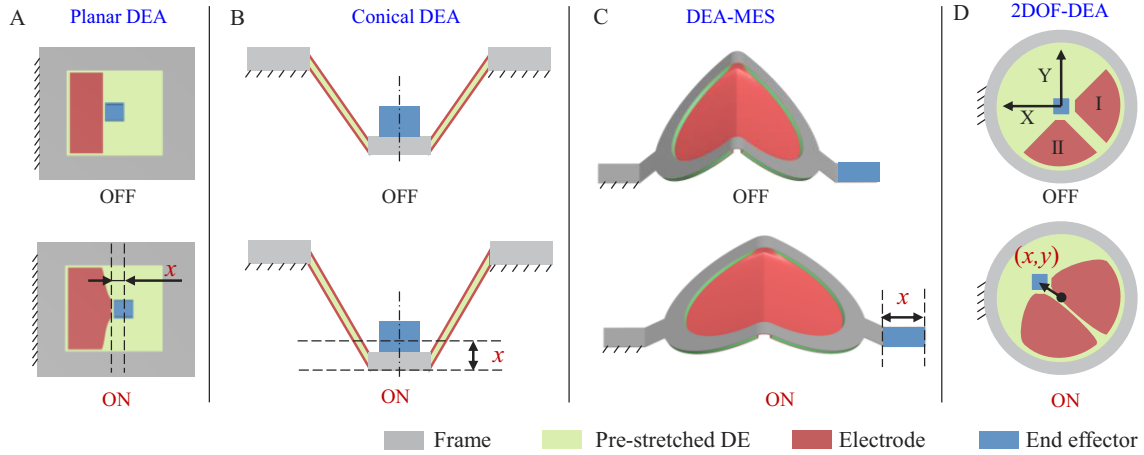 A Planar DEA
OFF
x
ON
B Conical DEA
OFF
x
ON
C DEA-MES
OFF
x
ON
D 2DOF-DEA
Y
X
I
II
OFF
(x,y)
ON
Frame Pre-stretched DE Electrode End effector